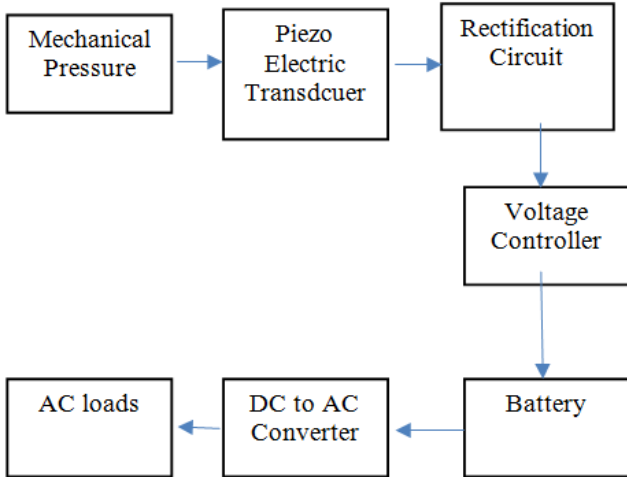 Mechanical
Pressure
Piezo
Electric
Transdcuer
Rectification
Circuit
Voltage
Controller
AC loads
DC to AC
Converter
Battery